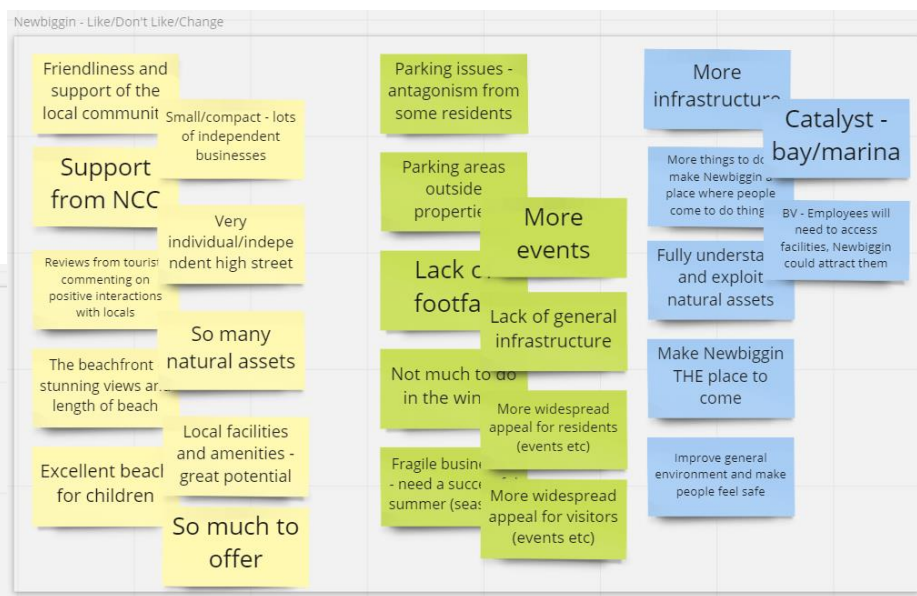 Newbiggin - Like/Don't Like/Change
Friendliness and
support of the
local communit
Small/compact - lots
of independent
businesses
Support
from NCC
Very
individual/indepe
ndent high street
Reviews from tourist
commenting on
positive interactions
with locals
So many
natural assets
The beachfront
stunning views an
length of beach
Local facilities
and amenities -
great potential
Excellent beach
for children
So much to
offer
Parking issues -
antagonism from
some residents
Parking areas
outside
propertie
More
events
Lack of
footfa
Lack of general
infrastructure
Not much to do
in the win
More widespread
appeal for residents
(events etc)
Fragile busin
- need a succe
summer (seas
More widespread
appeal for visitors
(events etc)
More
infrastructure
Catalyst -
bay/marina
More things to do
make Newbiggin a
place where people
come to do thing
BV - Employees will
need to access
facilities, Newbiggin
could attract them
Fully understa
and exploit
natural assets
Make Newbiggin
THE place to
come
Improve general
environment and make
people feel safe